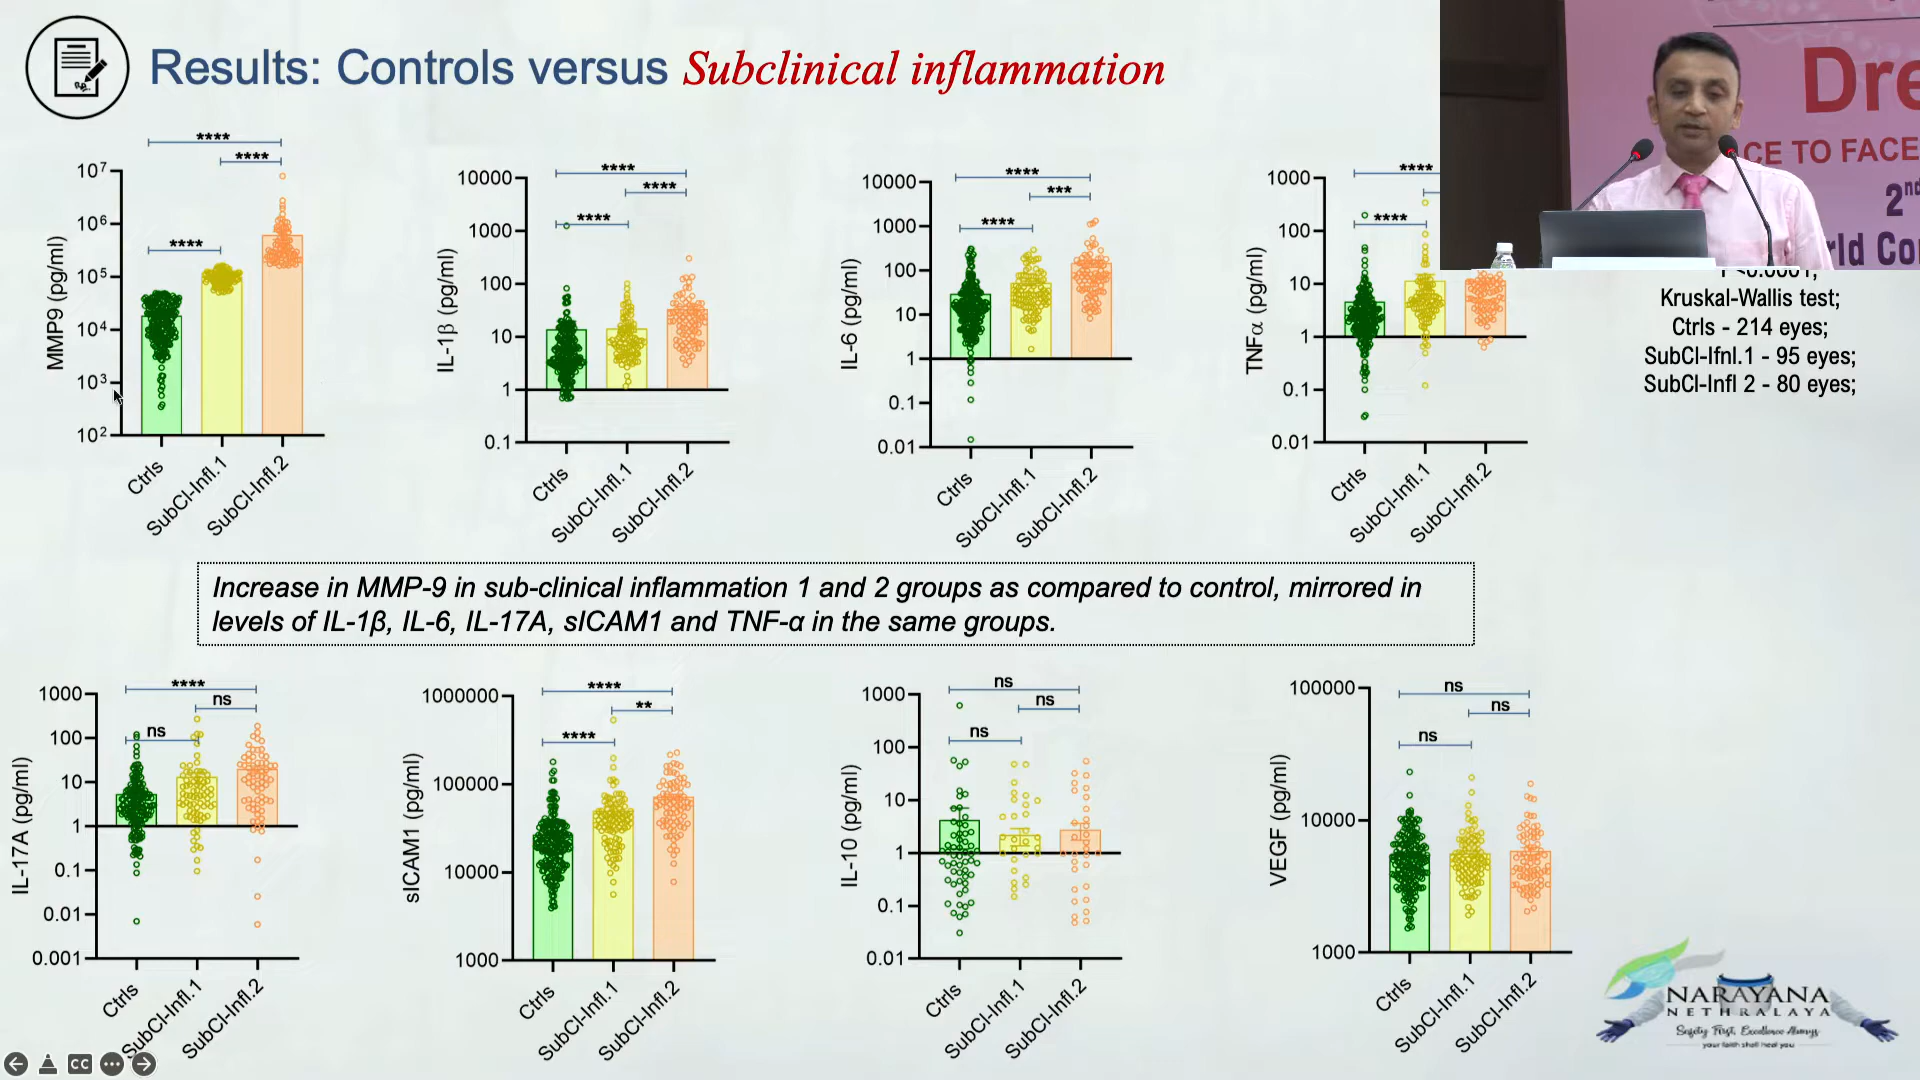 Results: Controls versus Subclinical inflammation
Dre
CE TO FACE
2nd
rld Co
****
****
****
10⁷
10⁶
10⁵
10⁴
10³
10²
MMP9 (pg/ml)
Ctrls
SubCl-Infl.1
SubCl-Infl.2
****
****
****
10000
1000
100
10
1
0.1
IL-1β (pg/ml)
Ctrls
SubCl-Infl.1
SubCl-Infl.2
****
***
****
10000
1000
100
10
1
0.1
0.01
IL-6 (pg/ml)
Ctrls
SubCl-Infl.1
SubCl-Infl.2
****
****
1000
100
10
1
0.1
0.01
TNFα (pg/ml)
Ctrls
SubCl-Infl.1
SubCl-Infl.2
Kruskal-Wallis test;
Ctrls - 214 eyes;
SubCl-Ifnl.1 - 95 eyes;
SubCl-Infl 2 - 80 eyes;
Increase in MMP-9 in sub-clinical inflammation 1 and 2 groups as compared to control, mirrored in
levels of IL-1β, IL-6, IL-17A, sICAM1 and TNF-α in the same groups.
****
ns
ns
1000
100
10
1
0.1
0.01
0.001
IL-17A (pg/ml)
Ctrls
SubCl-Infl.1
SubCl-Infl.2
****
**
****
1000000
100000
10000
1000
sICAM1 (pg/ml)
Ctrls
SubCl-Infl.1
SubCl-Infl.2
ns
ns
ns
1000
100
10
1
0.1
0.01
IL-10 (pg/ml)
Ctrls
SubCl-Infl.1
SubCl-Infl.2
ns
ns
ns
100000
10000
1000
VEGF (pg/ml)
Ctrls
SubCl-Infl.1
SubCl-Infl.2
NARAYANA
NETHRALAYA
Safety First, Excellence Always
your faith shall heal you
CC